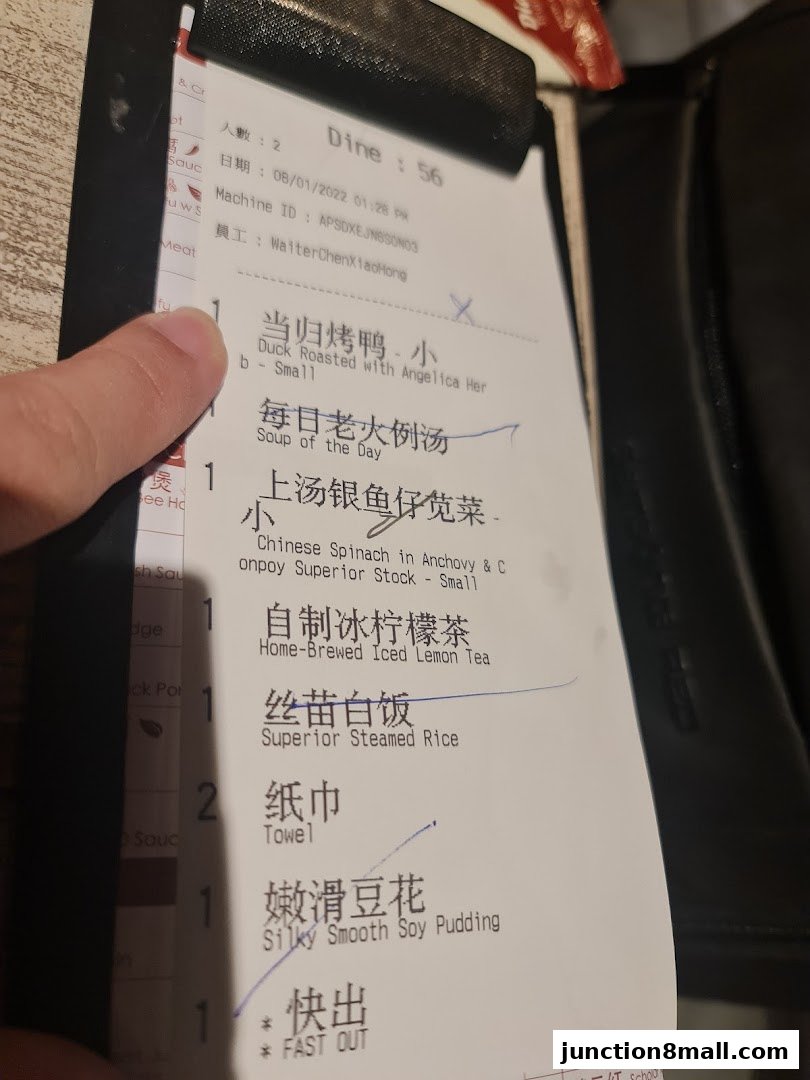 Dine : 56
人數 : 2
日期 : 08/01/2022 01:28 PM
Machine ID : APSDXEJN8SON03
員工 : WaiterChenXiaoHong
1 当归烤鸭 - 小
Duck Roasted with Angelica Her
b - Small
1 每日老火例汤
Soup of the Day
1 上汤银鱼仔苋菜 -
小
Chinese Spinach in Anchovy & C
onpoy Superior Stock - Small
1 自制冰柠檬茶
Home-Brewed Iced Lemon Tea
1 丝苗白饭
Superior Steamed Rice
2 纸巾
Towel
1 嫩滑豆花
Silky Smooth Soy Pudding
1 * 快出
* FAST OUT
junction8mall.com